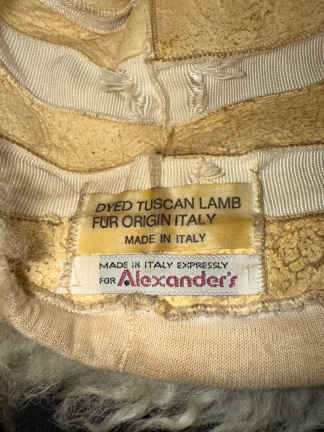 DYED TUSCAN LAMB
FUR ORIGIN ITALY
MADE IN ITALY
MADE IN ITALY EXPRESSLY
FOR Alexander's